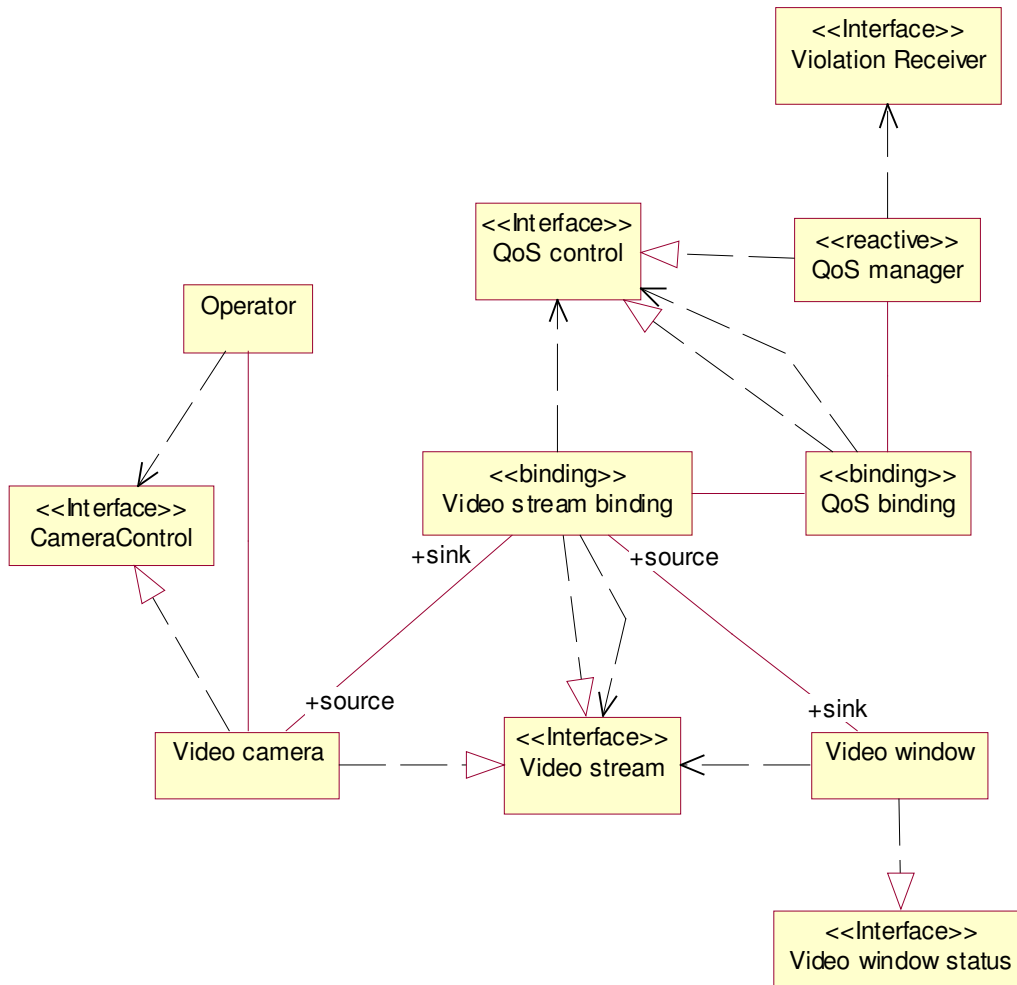 <<Interface>>
Violation Receiver
<<Interface>>
QoS control
<<reactive>>
QoS manager
Operator
<<Interface>>
CameraControl
<<binding>>
Video stream binding
<<binding>>
QoS binding
+sink
+source
+source
+sink
Video camera
<<Interface>>
Video stream
Video window
<<Interface>>
Video window status